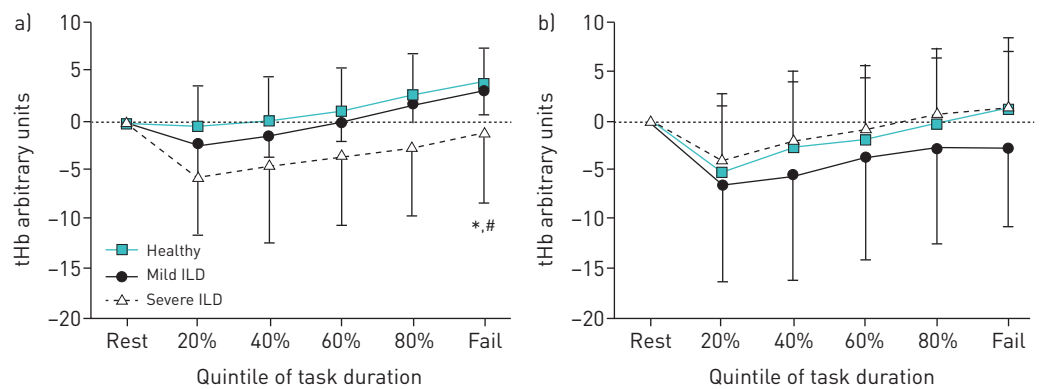 a)
tHb arbitrary units
10
5
0
−5
−10
−15
−20
*,#
Healthy
Mild ILD
Severe ILD
Rest 20% 40% 60% 80% Fail
Quintile of task duration
b)
tHb arbitrary units
10
5
0
−5
−10
−15
−20
Rest 20% 40% 60% 80% Fail
Quintile of task duration